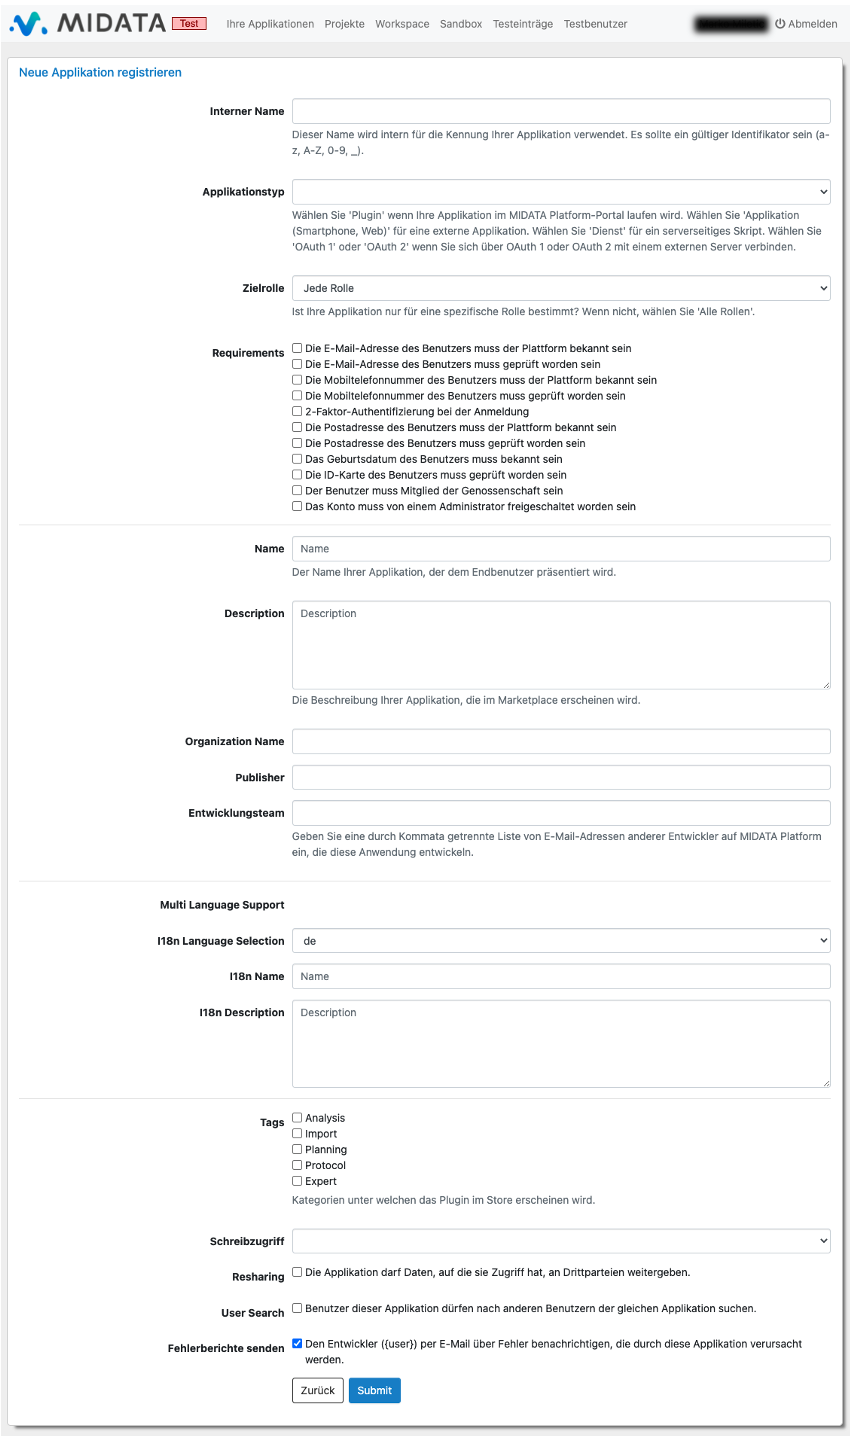 MIDATA Test Ihre Applikationen Projekte Workspace Sandbox Testeinträge Testbenutzer Abmelden
Neue Applikation registrieren
Interner Name
Dieser Name wird intern für die Kennung Ihrer Applikation verwendet. Es sollte ein gültiger Identifikator sein (a-
z, A-Z, 0-9, _).
Applikationstyp
Wählen Sie 'Plugin' wenn Ihre Applikation im MIDATA Platform-Portal laufen wird. Wählen Sie 'Applikation
(Smartphone, Web)' für eine externe Applikation. Wählen Sie 'Dienst' für ein serverseitiges Skript. Wählen Sie
'OAuth 1' oder 'OAuth 2' wenn Sie sich über OAuth 1 oder OAuth 2 mit einem externen Server verbinden.
Zielrolle Jede Rolle
Ist Ihre Applikation nur für eine spezifische Rolle bestimmt? Wenn nicht, wählen Sie 'Alle Rollen'.
Requirements Die E-Mail-Adresse des Benutzers muss der Plattform bekannt sein
Die E-Mail-Adresse des Benutzers muss geprüft worden sein
Die Mobiltelefonnummer des Benutzers muss der Plattform bekannt sein
Die Mobiltelefonnummer des Benutzers muss geprüft worden sein
2-Faktor-Authentifizierung bei der Anmeldung
Die Postadresse des Benutzers muss der Plattform bekannt sein
Die Postadresse des Benutzers muss geprüft worden sein
Das Geburtsdatum des Benutzers muss bekannt sein
Die ID-Karte des Benutzers muss geprüft worden sein
Der Benutzer muss Mitglied der Genossenschaft sein
Das Konto muss von einem Administrator freigeschaltet worden sein
Name Name
Der Name Ihrer Applikation, der dem Endbenutzer präsentiert wird.
Description Description
Die Beschreibung Ihrer Applikation, die im Marketplace erscheinen wird.
Organization Name
Publisher
Entwicklungsteam
Geben Sie eine durch Kommata getrennte Liste von E-Mail-Adressen anderer Entwickler auf MIDATA Platform
ein, die diese Anwendung entwickeln.
Multi Language Support
I18n Language Selection de
I18n Name Name
I18n Description Description
Tags Analysis
Import
Planning
Protocol
Expert
Kategorien unter welchen das Plugin im Store erscheinen wird.
Schreibzugriff
Resharing Die Applikation darf Daten, auf die sie Zugriff hat, an Drittparteien weitergeben.
User Search Benutzer dieser Applikation dürfen nach anderen Benutzern der gleichen Applikation suchen.
Fehlerberichte senden Den Entwickler ({user}) per E-Mail über Fehler benachrichtigen, die durch diese Applikation verursacht
werden.
Zurück Submit